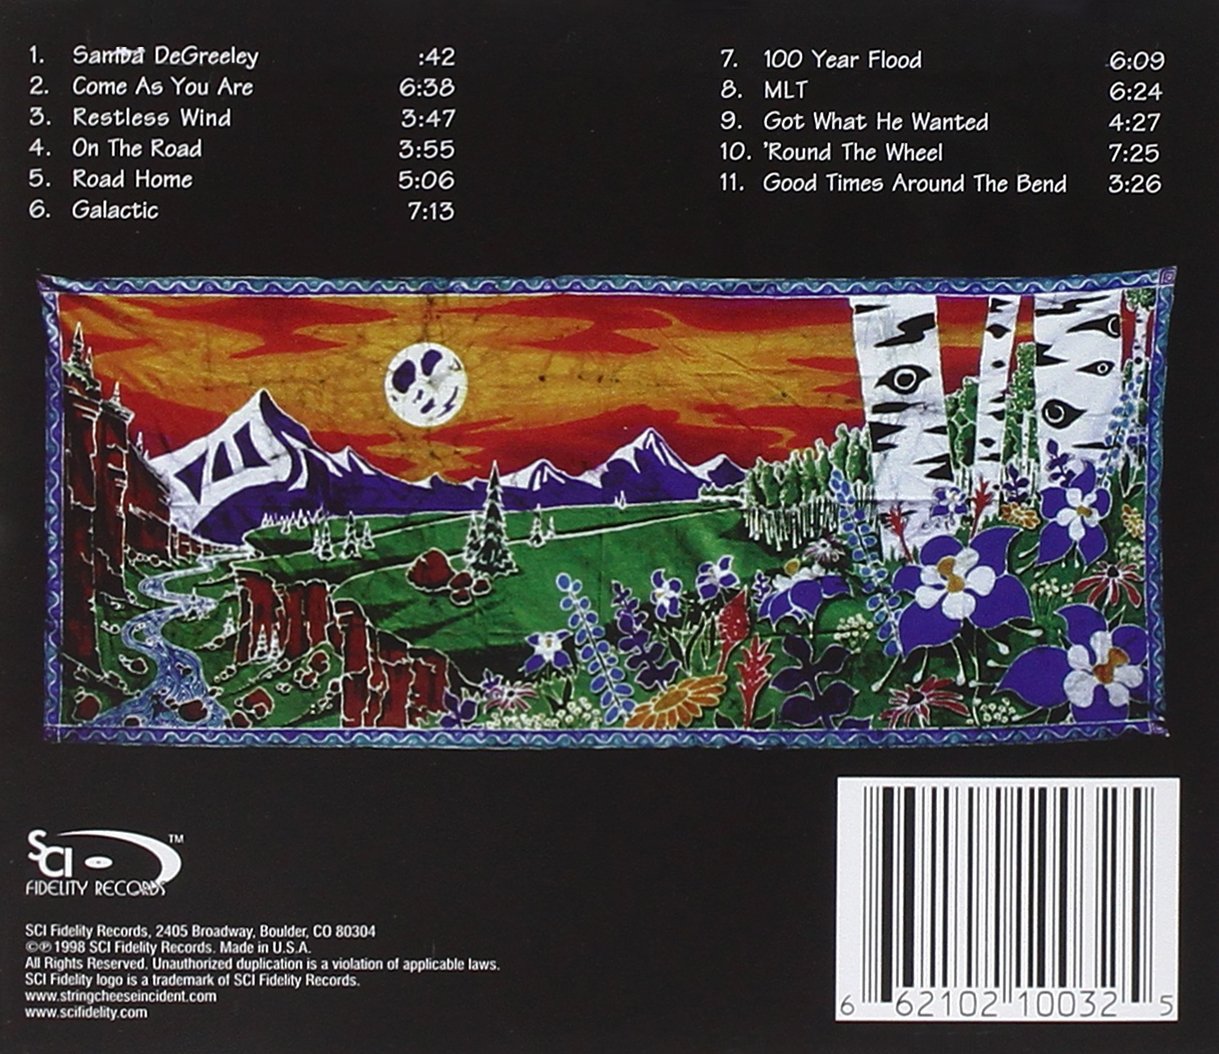 1. Samba DeGreeley :42
2. Come As You Are 6:38
3. Restless Wind 3:47
4. On The Road 3:55
5. Road Home 5:06
6. Galactic 7:13
7. 100 Year Flood 6:09
8. MLT 6:24
9. Got What He Wanted 4:27
10. 'Round The Wheel 7:25
11. Good Times Around The Bend 3:26
SCI TM
FIDELITY RECORDS
SCI Fidelity Records, 2405 Broadway, Boulder, CO 80304
©℗ 1998 SCI Fidelity Records. Made in U.S.A.
All Rights Reserved. Unauthorized duplication is a violation of applicable laws.
SCI Fidelity logo is a trademark of SCI Fidelity Records.
www.stringcheeseincident.com
www.scifidelity.com
6 62102 10032 5